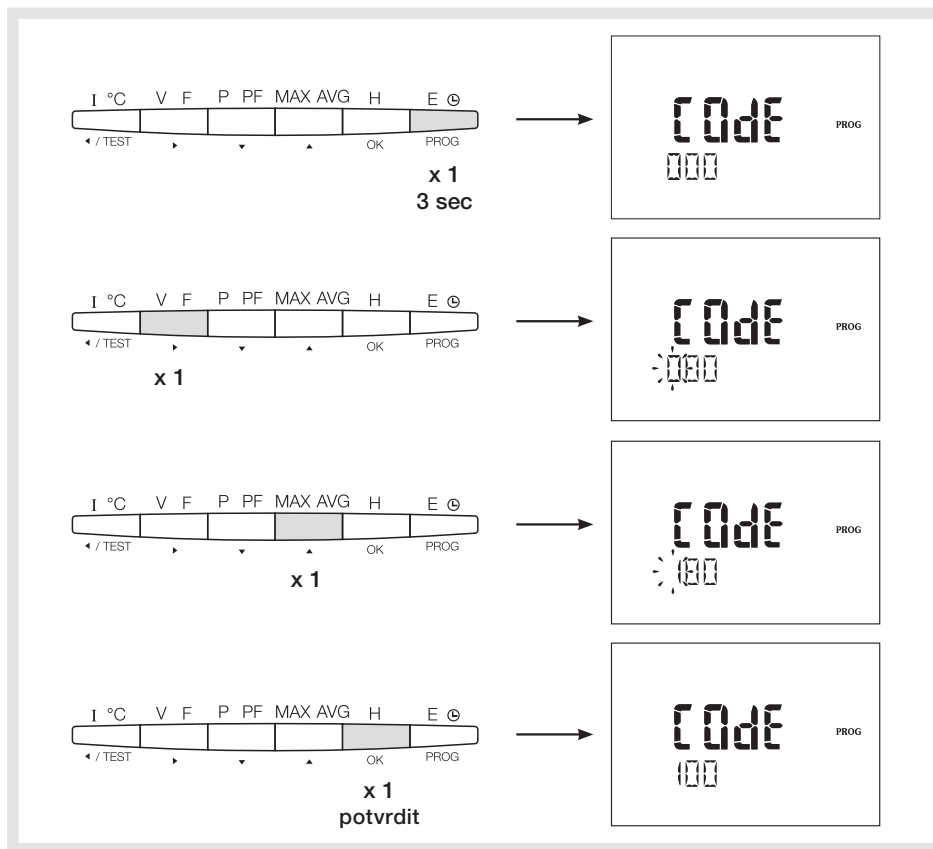 I °C V F P PF MAX AVG H E
/ TEST OK PROG
x 1
3 sec
CodE
000
PROG
I °C V F P PF MAX AVG H E
/ TEST OK PROG
x 1
CodE
000
PROG
I °C V F P PF MAX AVG H E
/ TEST OK PROG
x 1
CodE
100
PROG
I °C V F P PF MAX AVG H E
/ TEST OK PROG
x 1
potvrdit
CodE
100
PROG